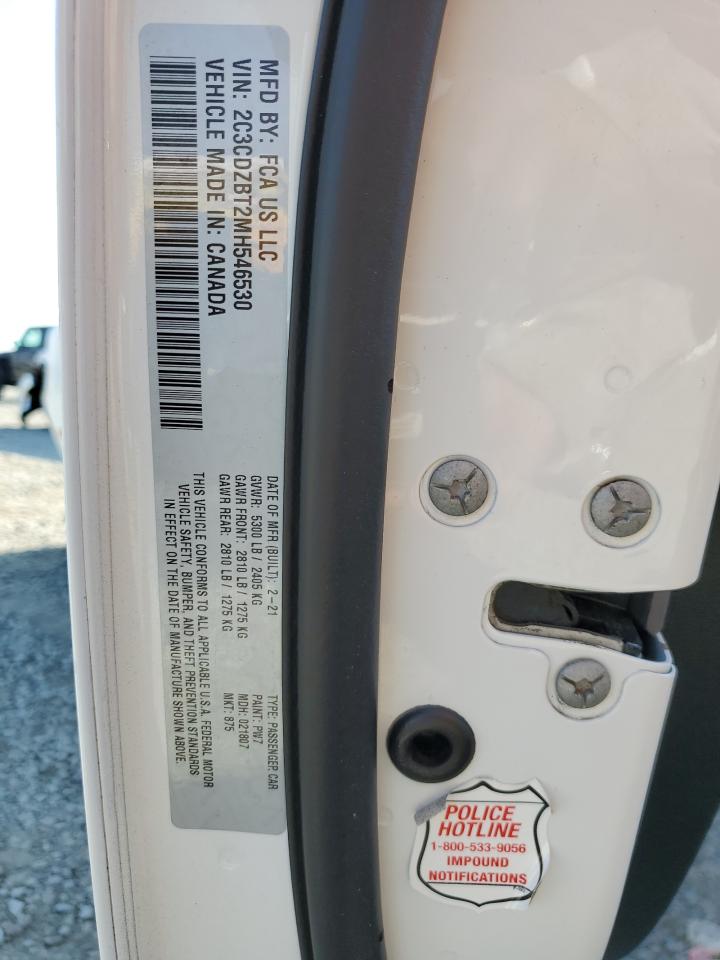 MFD BY: FCA US LLC
VIN: 2C3CDZBT2MH546530
VEHICLE MADE IN: CANADA
DATE OF MFR (BUILT): 2-21
GVWR: 5300 LB / 2405 KG
GAWR FRONT: 2810 LB / 1275 KG
GAWR REAR: 2810 LB / 1275 KG
TYPE: PASSENGER CAR
PAINT: PW7
MDH: 021807
MKT: 875
THIS VEHICLE CONFORMS TO ALL APPLICABLE U.S.A. FEDERAL MOTOR
VEHICLE SAFETY, BUMPER, AND THEFT PREVENTION STANDARDS
IN EFFECT ON THE DATE OF MANUFACTURE SHOWN ABOVE.
POLICE
HOTLINE
1-800-533-9056
IMPOUND
NOTIFICATIONS